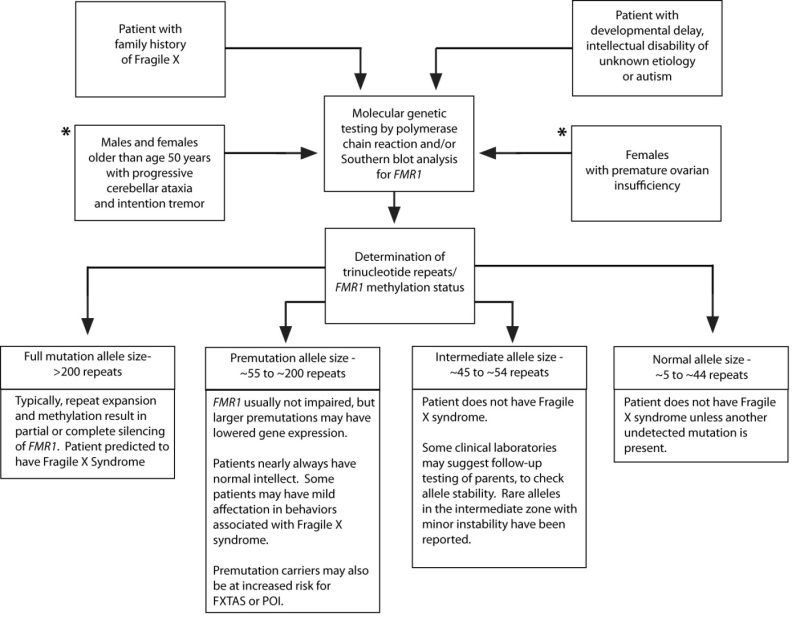 Patient with
family history
of Fragile X
Patient with
developmental delay,
intellectual disability of
unknown etiology
or autism
Molecular genetic
testing by polymerase
chain reaction and/or
Southern blot analysis
for FMR1
*
Males and females
older than age 50 years
with progressive
cerebellar ataxia
and intention tremor
*
Females
with premature ovarian
insufficiency
Determination of
trinucleotide repeats/
FMR1 methylation status
Full mutation allele size-
>200 repeats
Typically, repeat expansion
and methylation result in
partial or complete silencing
of FMR1. Patient predicted to
have Fragile X Syndrome
Premutation allele size -
~55 to ~200 repeats
FMR1 usually not impaired, but
larger premutations may have
lowered gene expression.
Patients nearly always have
normal intellect. Some
patients may have mild
affectation in behaviors
associated with Fragile X
syndrome.
Premutation carriers may also
be at increased risk for
FXTAS or POI.
Intermediate allele size -
~45 to ~54 repeats
Patient does not have Fragile
X syndrome.
Some clinical laboratories
may suggest follow-up
testing of parents, to check
allele stability. Rare alleles
in the intermediate zone with
minor instability have been
reported.
Normal allele size -
~5 to ~44 repeats
Patient does not have Fragile
X syndrome unless another
undetected mutation is
present.